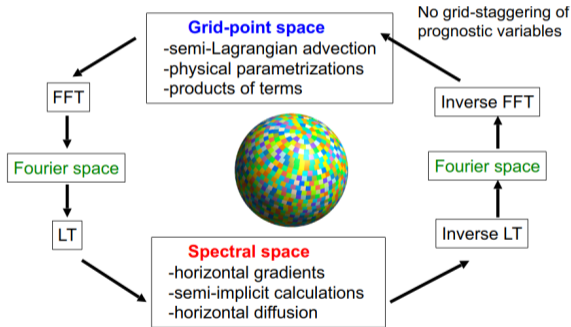 Grid-point space
-semi-Lagrangian advection
-physical parametrizations
-products of terms
No grid-staggering of
prognostic variables
FFT
Fourier space
LT
Spectral space
-horizontal gradients
-semi-implicit calculations
-horizontal diffusion
Inverse LT
Fourier space
Inverse FFT